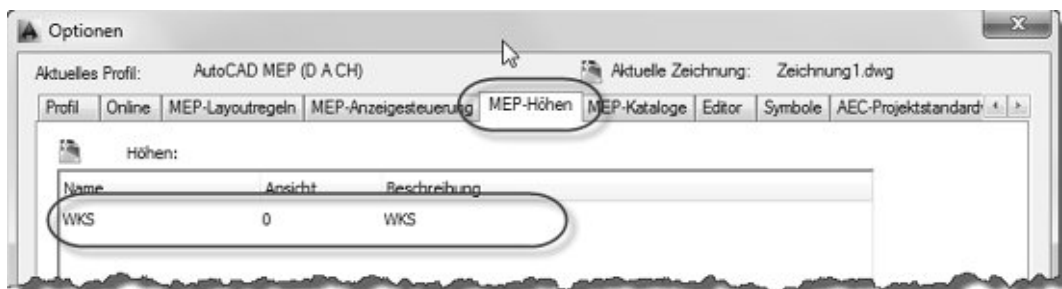 Optionen
Aktuelles Profil: AutoCAD MEP (D A CH) Aktuelle Zeichnung: Zeichnung1.dwg
Profil Online MEP-Layoutregeln MEP-Anzeigesteuerung MEP-Höhen MEP-Kataloge Editor Symbole AEC-Projektstandard
Höhen:
Name Ansicht Beschreibung
WKS 0 WKS